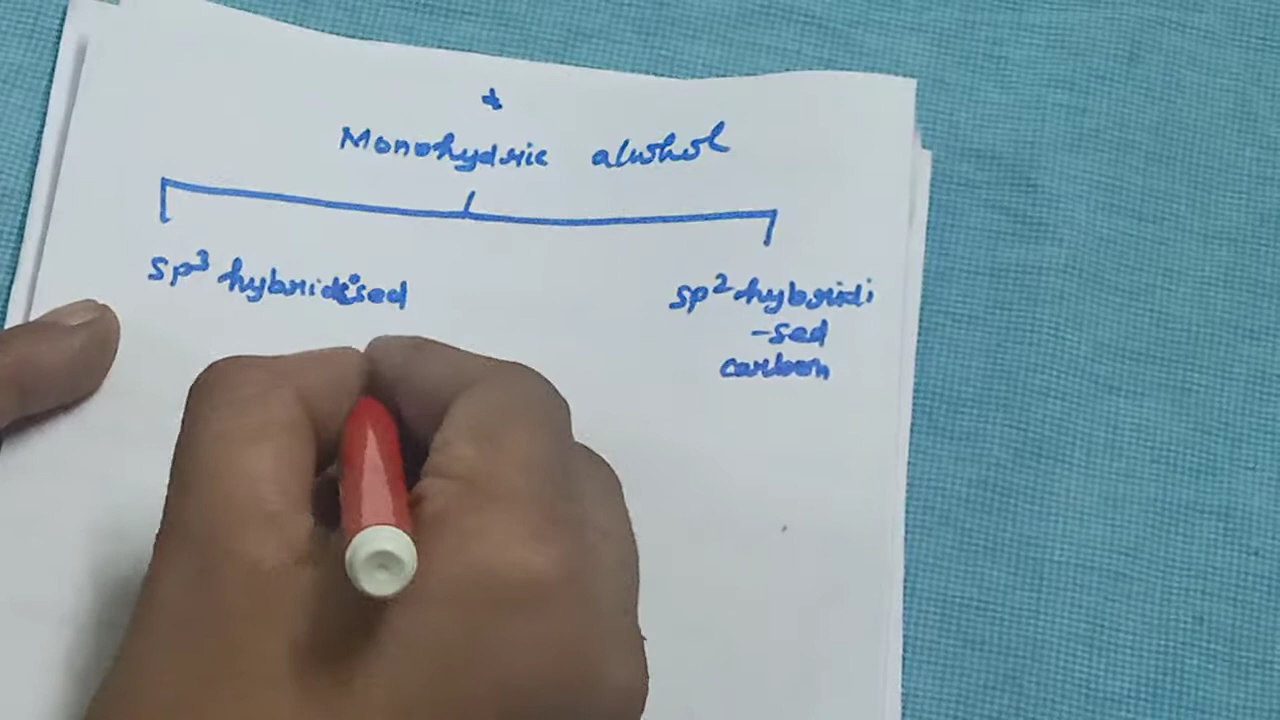 *
Monohydric alcohol
sp³ hybridised
sp² hybridi
-sed
carbon